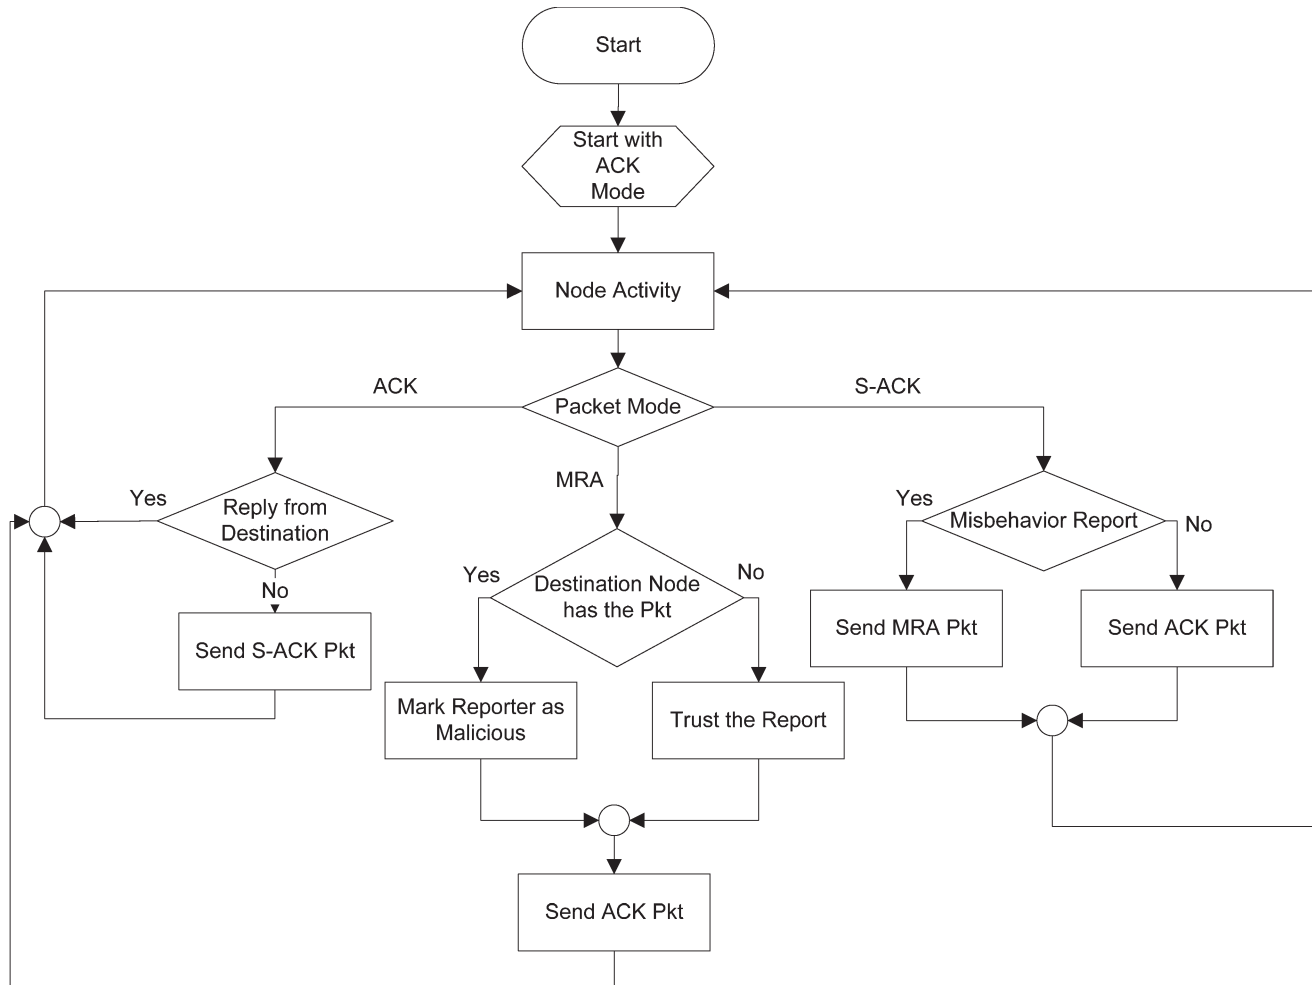 Start
Start with
ACK
Mode
Node Activity
ACK
Packet Mode
S-ACK
MRA
Yes
Reply from
Destination
No
Send S-ACK Pkt
Yes
Destination Node
has the Pkt
No
Mark Reporter as
Malicious
Trust the Report
Send ACK Pkt
Yes
Misbehavior Report
No
Send MRA Pkt
Send ACK Pkt